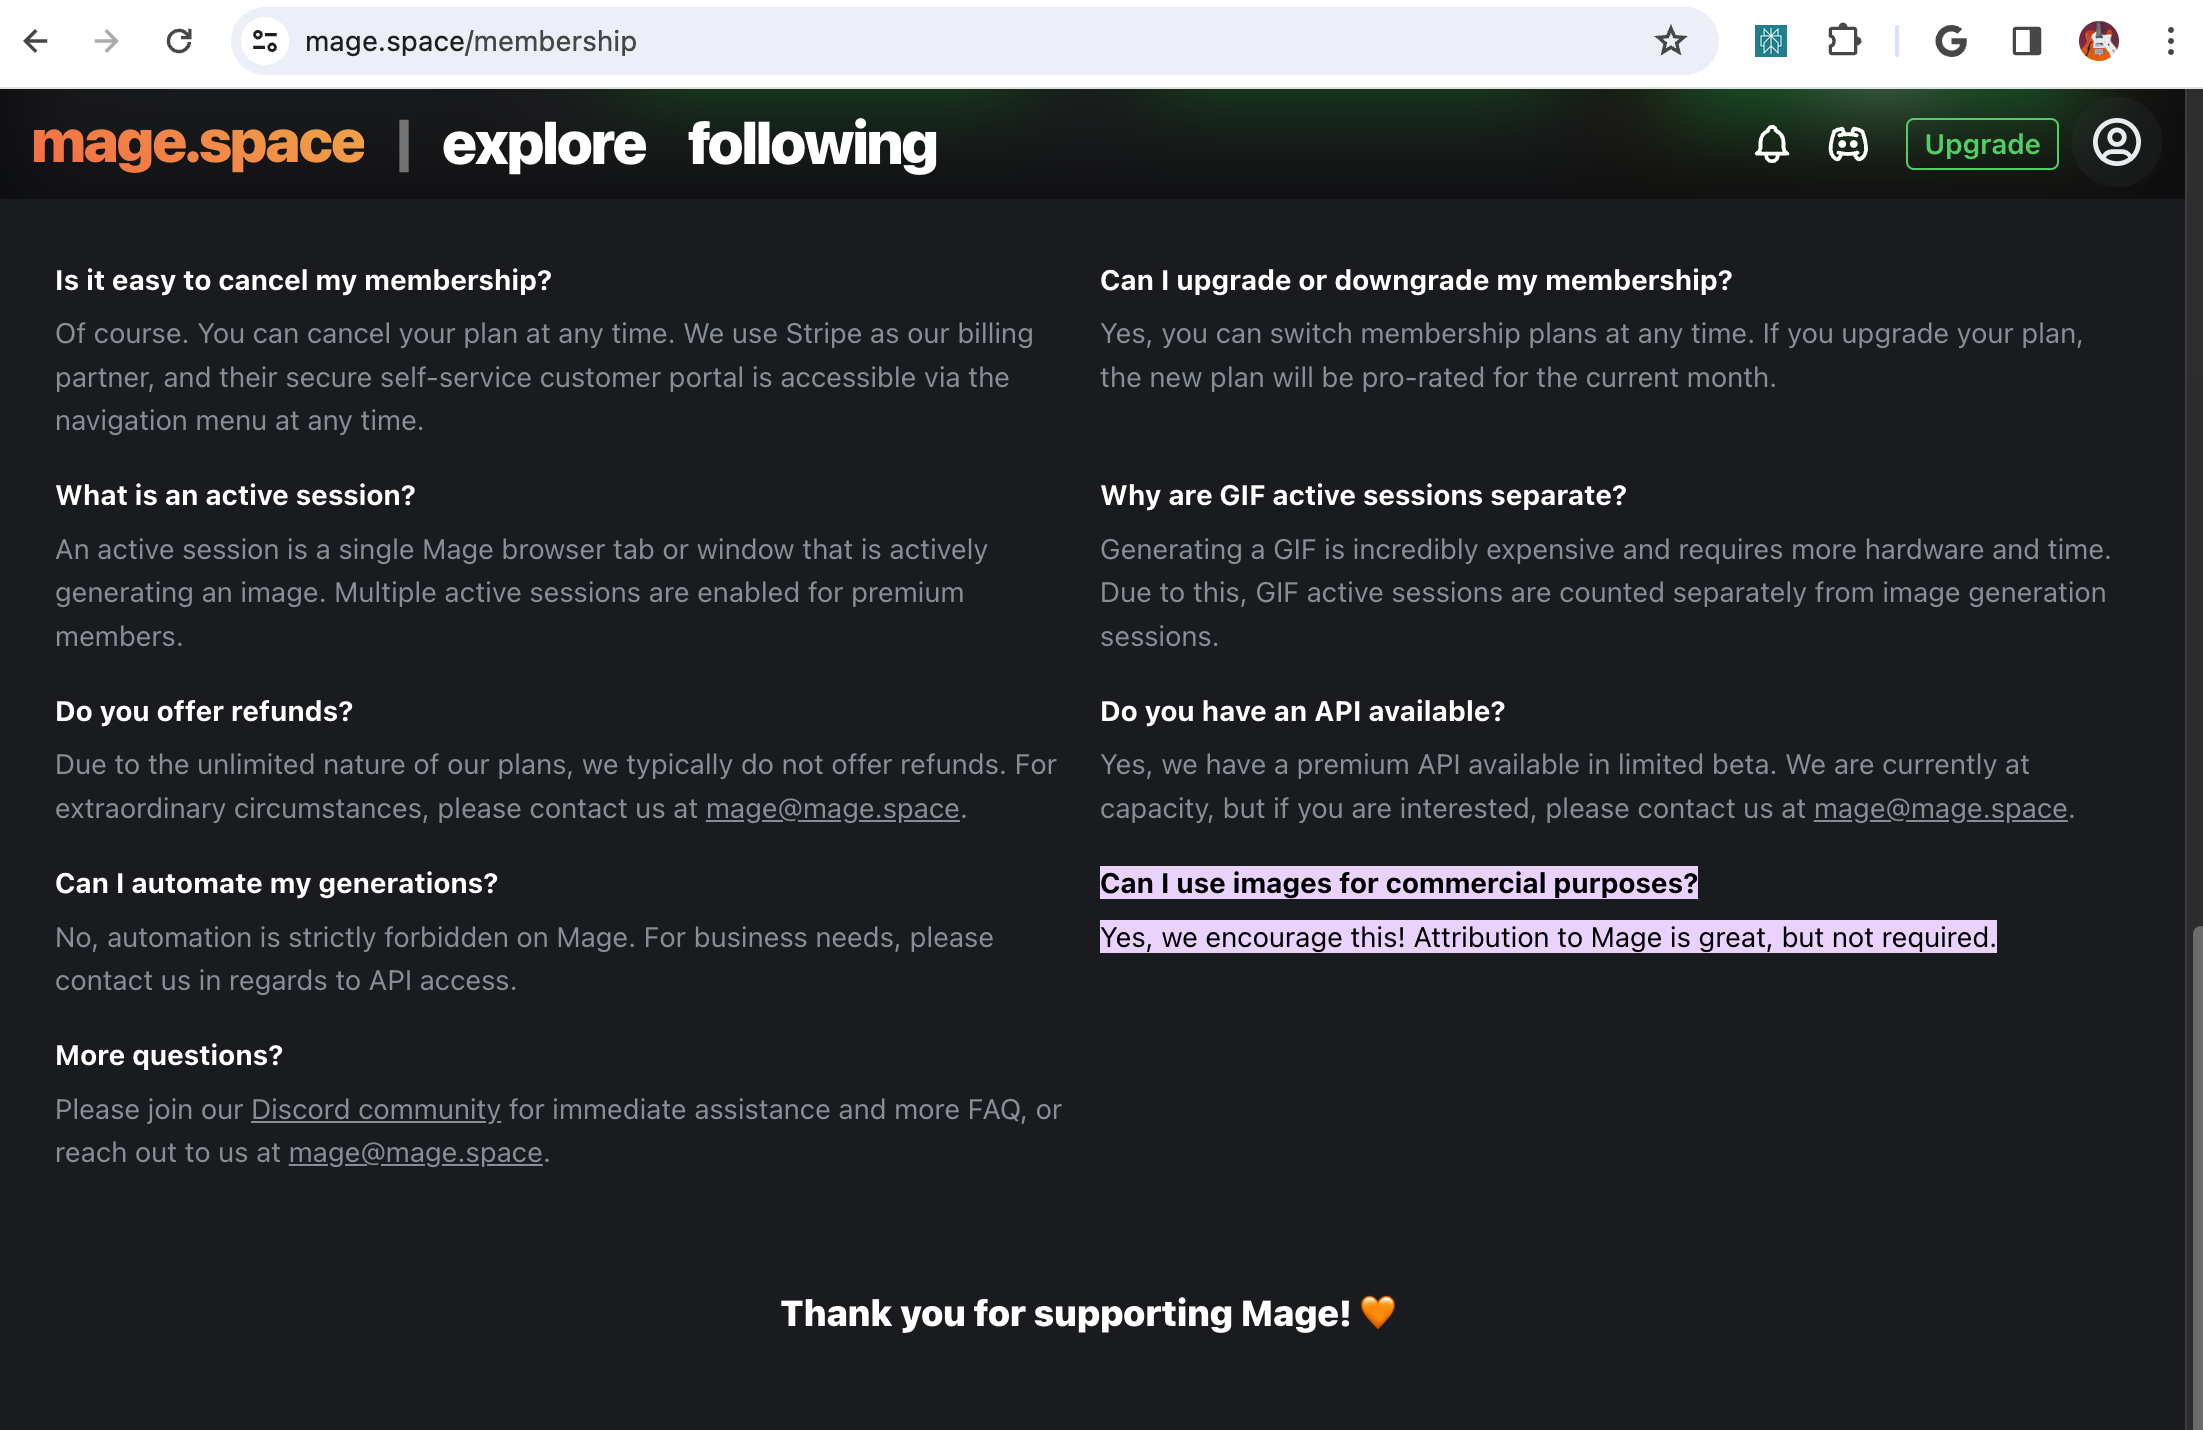 mage.space/membership
mage.space | explore following
Upgrade
Is it easy to cancel my membership?
Of course. You can cancel your plan at any time. We use Stripe as our billing
partner, and their secure self-service customer portal is accessible via the
navigation menu at any time.
Can I upgrade or downgrade my membership?
Yes, you can switch membership plans at any time. If you upgrade your plan,
the new plan will be pro-rated for the current month.
What is an active session?
An active session is a single Mage browser tab or window that is actively
generating an image. Multiple active sessions are enabled for premium
members.
Why are GIF active sessions separate?
Generating a GIF is incredibly expensive and requires more hardware and time.
Due to this, GIF active sessions are counted separately from image generation
sessions.
Do you offer refunds?
Due to the unlimited nature of our plans, we typically do not offer refunds. For
extraordinary circumstances, please contact us at mage@mage.space.
Do you have an API available?
Yes, we have a premium API available in limited beta. We are currently at
capacity, but if you are interested, please contact us at mage@mage.space.
Can I automate my generations?
No, automation is strictly forbidden on Mage. For business needs, please
contact us in regards to API access.
Can I use images for commercial purposes?
Yes, we encourage this! Attribution to Mage is great, but not required.
More questions?
Please join our Discord community for immediate assistance and more FAQ, or
reach out to us at mage@mage.space.
Thank you for supporting Mage! 🧡